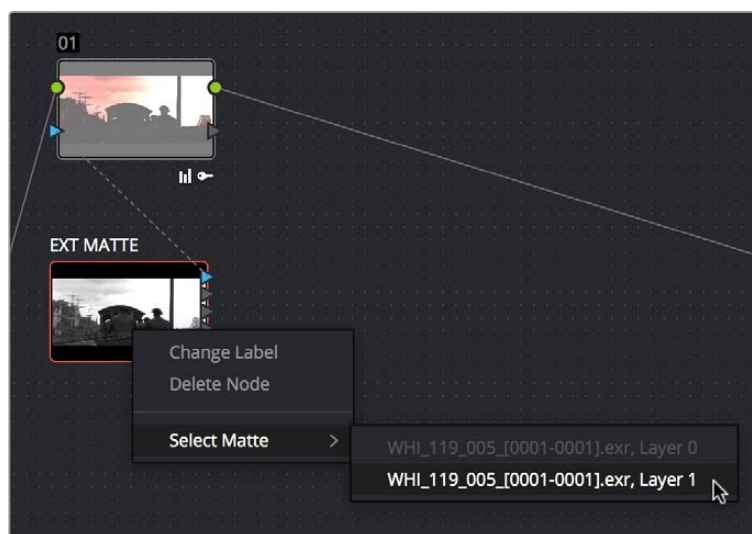 01
EXT MATTE
Change Label
Delete Node
Select Matte
WHI_119_005_[0001-0001].exr, Layer 0
WHI_119_005_[0001-0001].exr, Layer 1